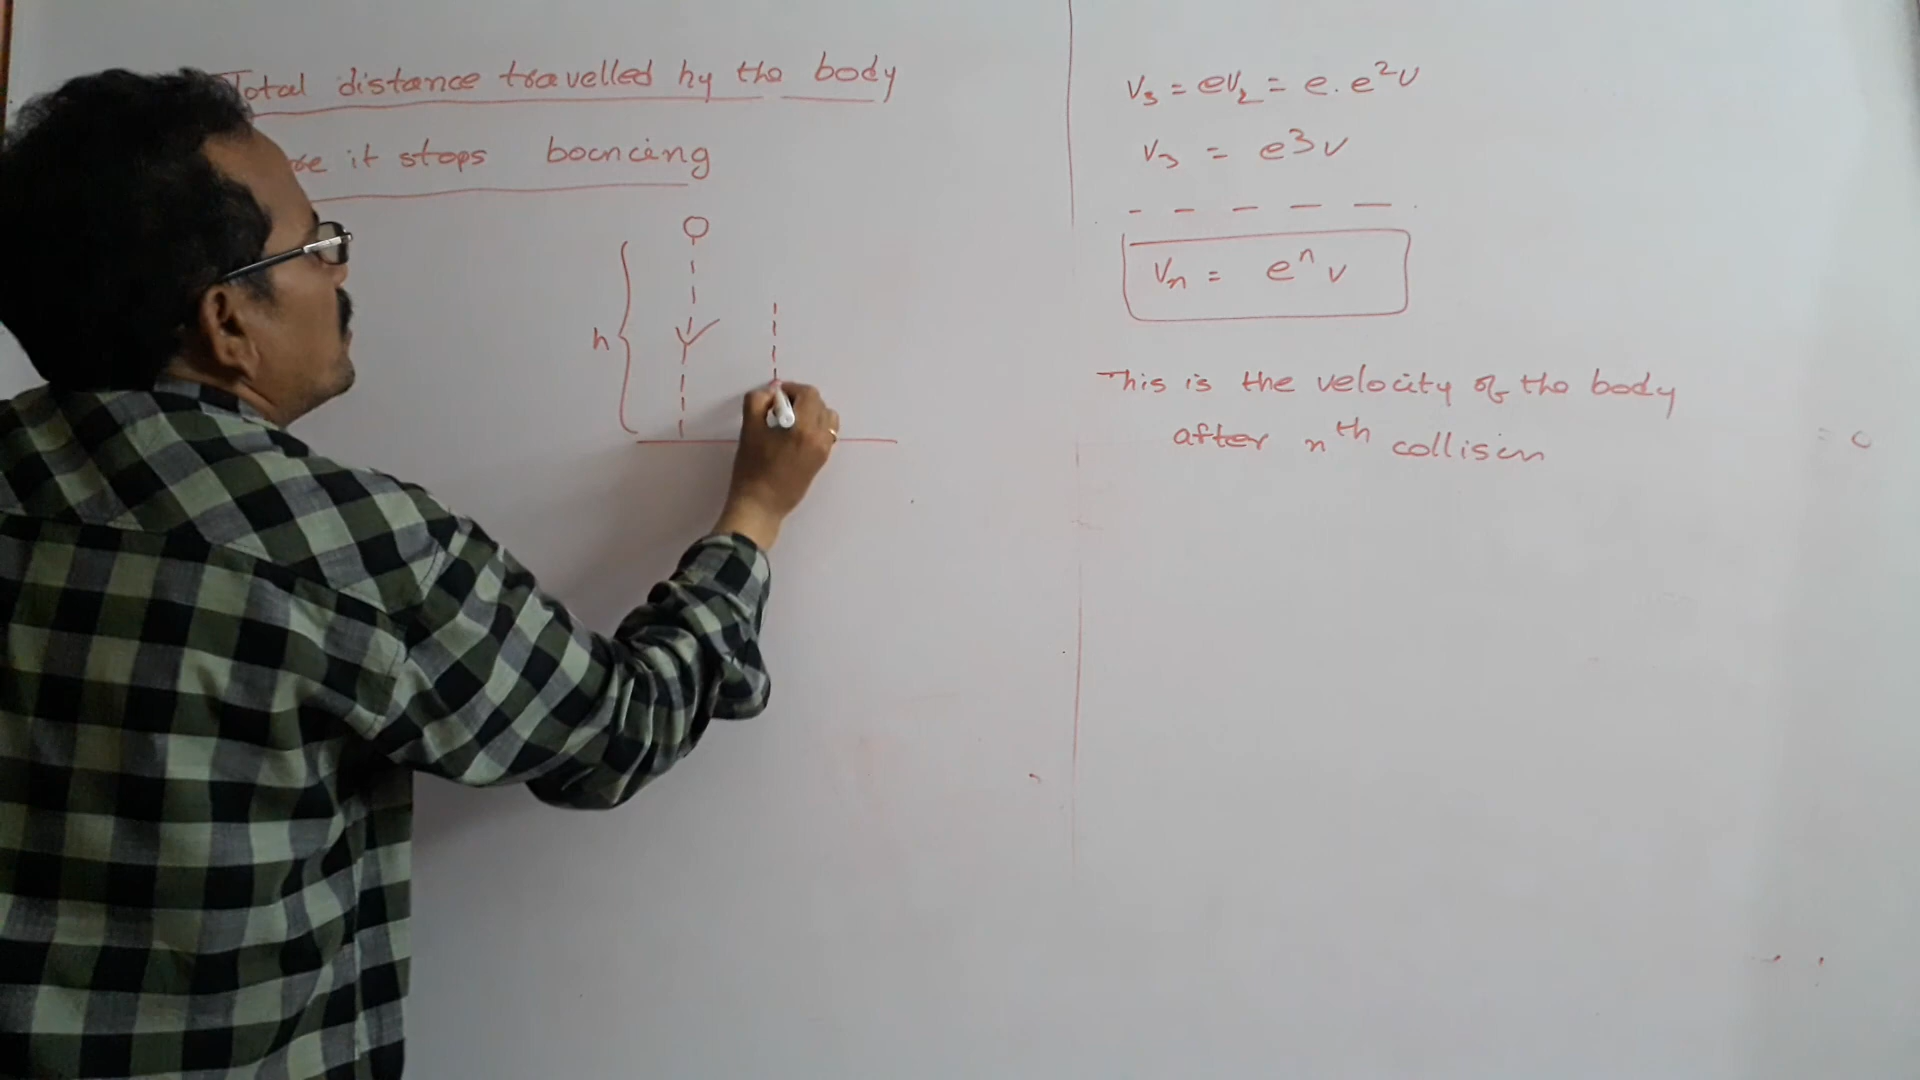 Total distance travelled by the body
it stops bouncing
h
V₃ = eV₂ = e. e²v
V₃ = e³v
- - - - -
Vₙ = eⁿ v
This is the velocity of the body
after nᵗʰ collision